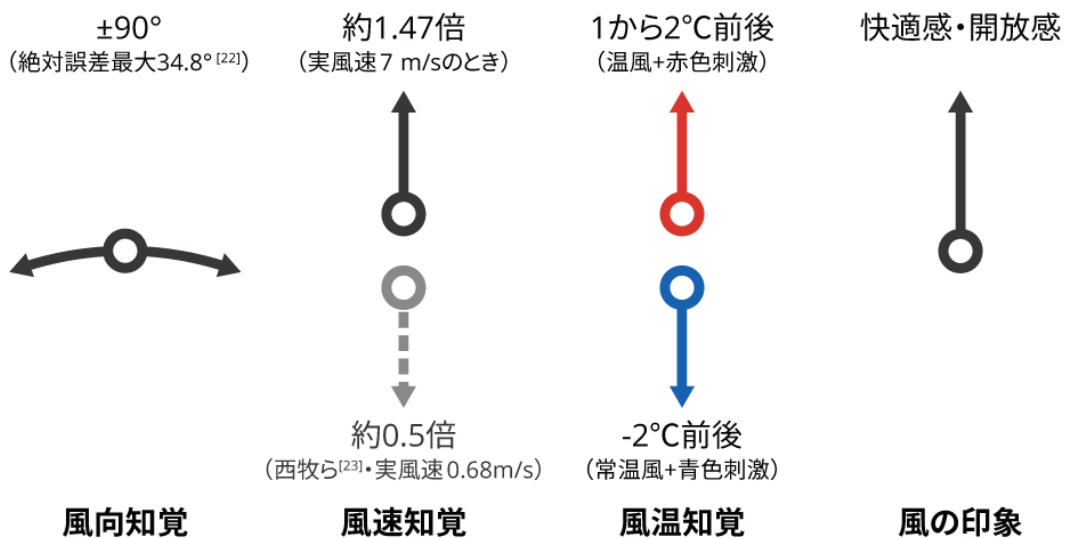 ±90°
（絶対誤差最大34.8° [22]）
約1.47倍
（実風速7 m/sのとき）
1から2℃前後
（温風+赤色刺激）
快適感・開放感
約0.5倍
（西牧ら[23]・実風速0.68m/s）
-2℃前後
（常温風+青色刺激）
風向知覚
風速知覚
風温知覚
風の印象